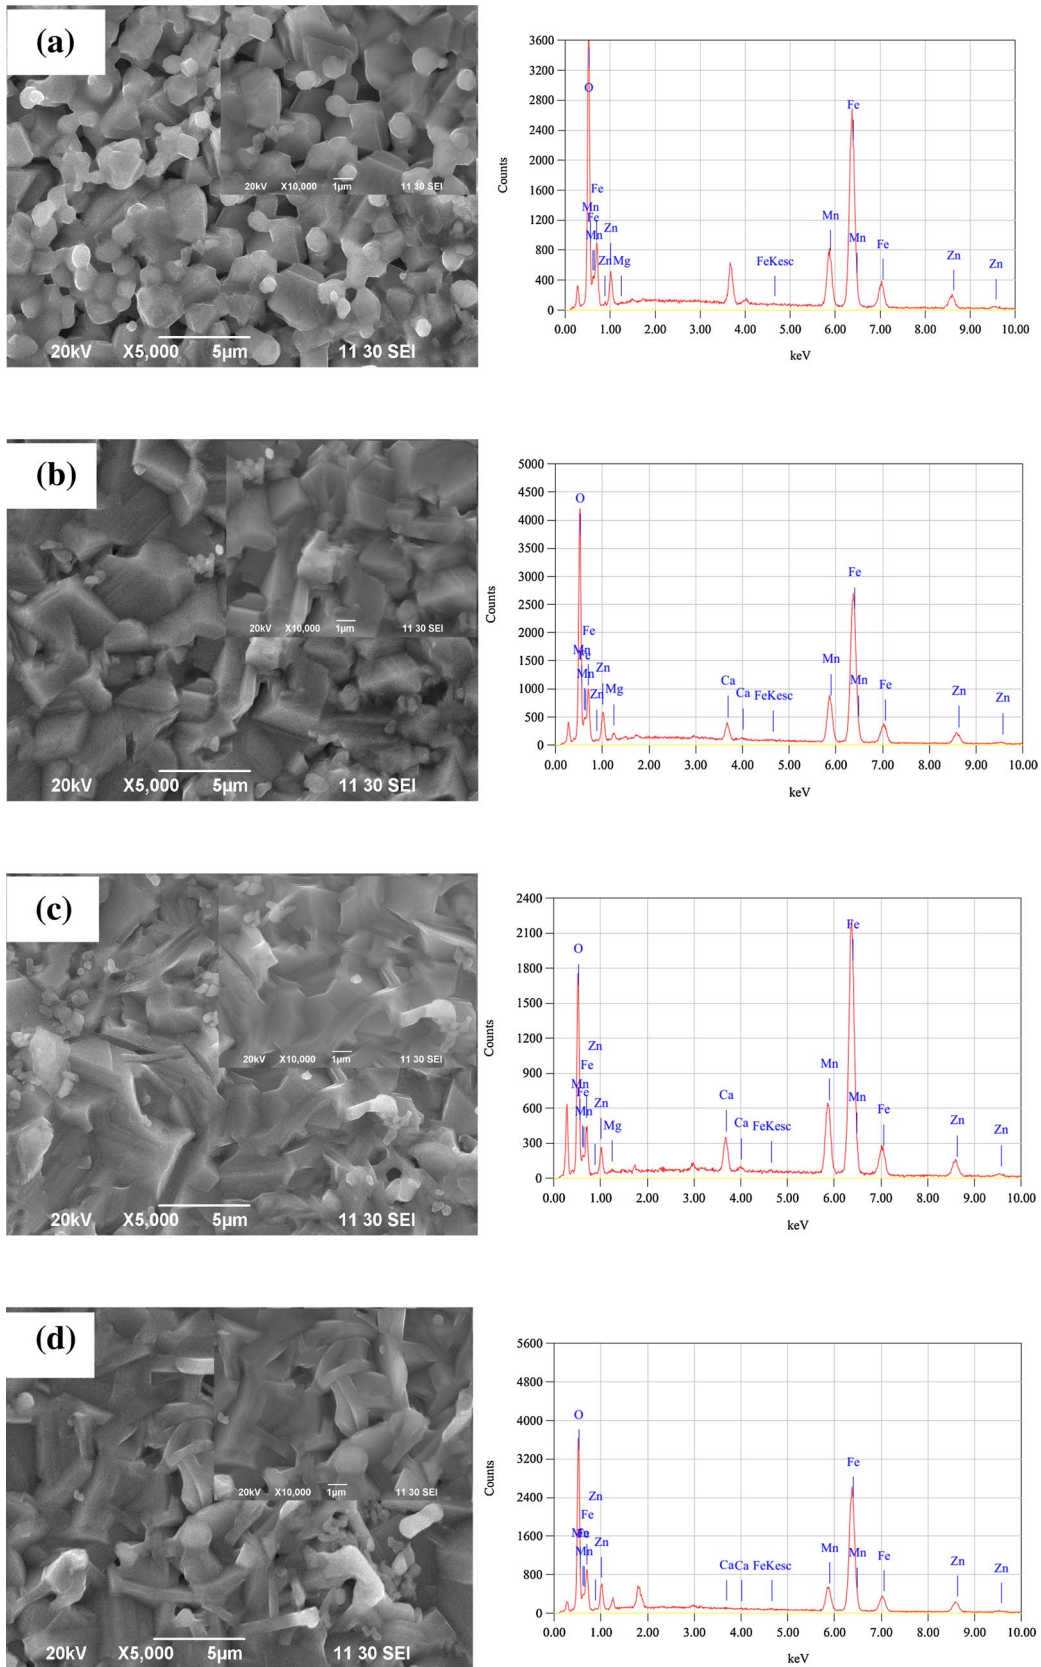 (a)
20kV X10,000 1μm 11 30 SEI
20kV X5,000 5μm 11 30 SEI
3600
3200
2800
2400
2000
1600
1200
800
400
0
Counts
O
Fe
Mn
Fe
Mn
Zn
Zn
Mg
FeKesc
Mn
Fe
Mn
Fe
Zn
Zn
0.00 1.00 2.00 3.00 4.00 5.00 6.00 7.00 8.00 9.00 10.00
keV
(b)
20kV X10,000 1μm 11 30 SEI
20kV X5,000 5μm 11 30 SEI
5000
4500
4000
3500
3000
2500
2000
1500
1000
500
0
Counts
O
Fe
Mn
Fe
Mn
Zn
Zn
Mg
Ca
Ca
FeKesc
Mn
Fe
Mn
Fe
Zn
Zn
0.00 1.00 2.00 3.00 4.00 5.00 6.00 7.00 8.00 9.00 10.00
keV
(c)
20kV X10,000 1μm 11 30 SEI
20kV X5,000 5μm 11 30 SEI
2400
2100
1800
1500
1200
900
600
300
0
Counts
O
Zn
Fe
Mn
Fe
Mn
Zn
Mg
Ca
Ca
FeKesc
Mn
Fe
Mn
Fe
Zn
Zn
0.00 1.00 2.00 3.00 4.00 5.00 6.00 7.00 8.00 9.00 10.00
keV
(d)
20kV X10,000 1μm 11 30 SEI
20kV X5,000 5μm 11 30 SEI
5600
4800
4000
3200
2400
1600
800
0
Counts
O
Zn
Fe
Mn
Fe
Mn
Zn
Ca
Ca
FeKesc
Mn
Fe
Mn
Fe
Zn
Zn
0.00 1.00 2.00 3.00 4.00 5.00 6.00 7.00 8.00 9.00 10.00
keV